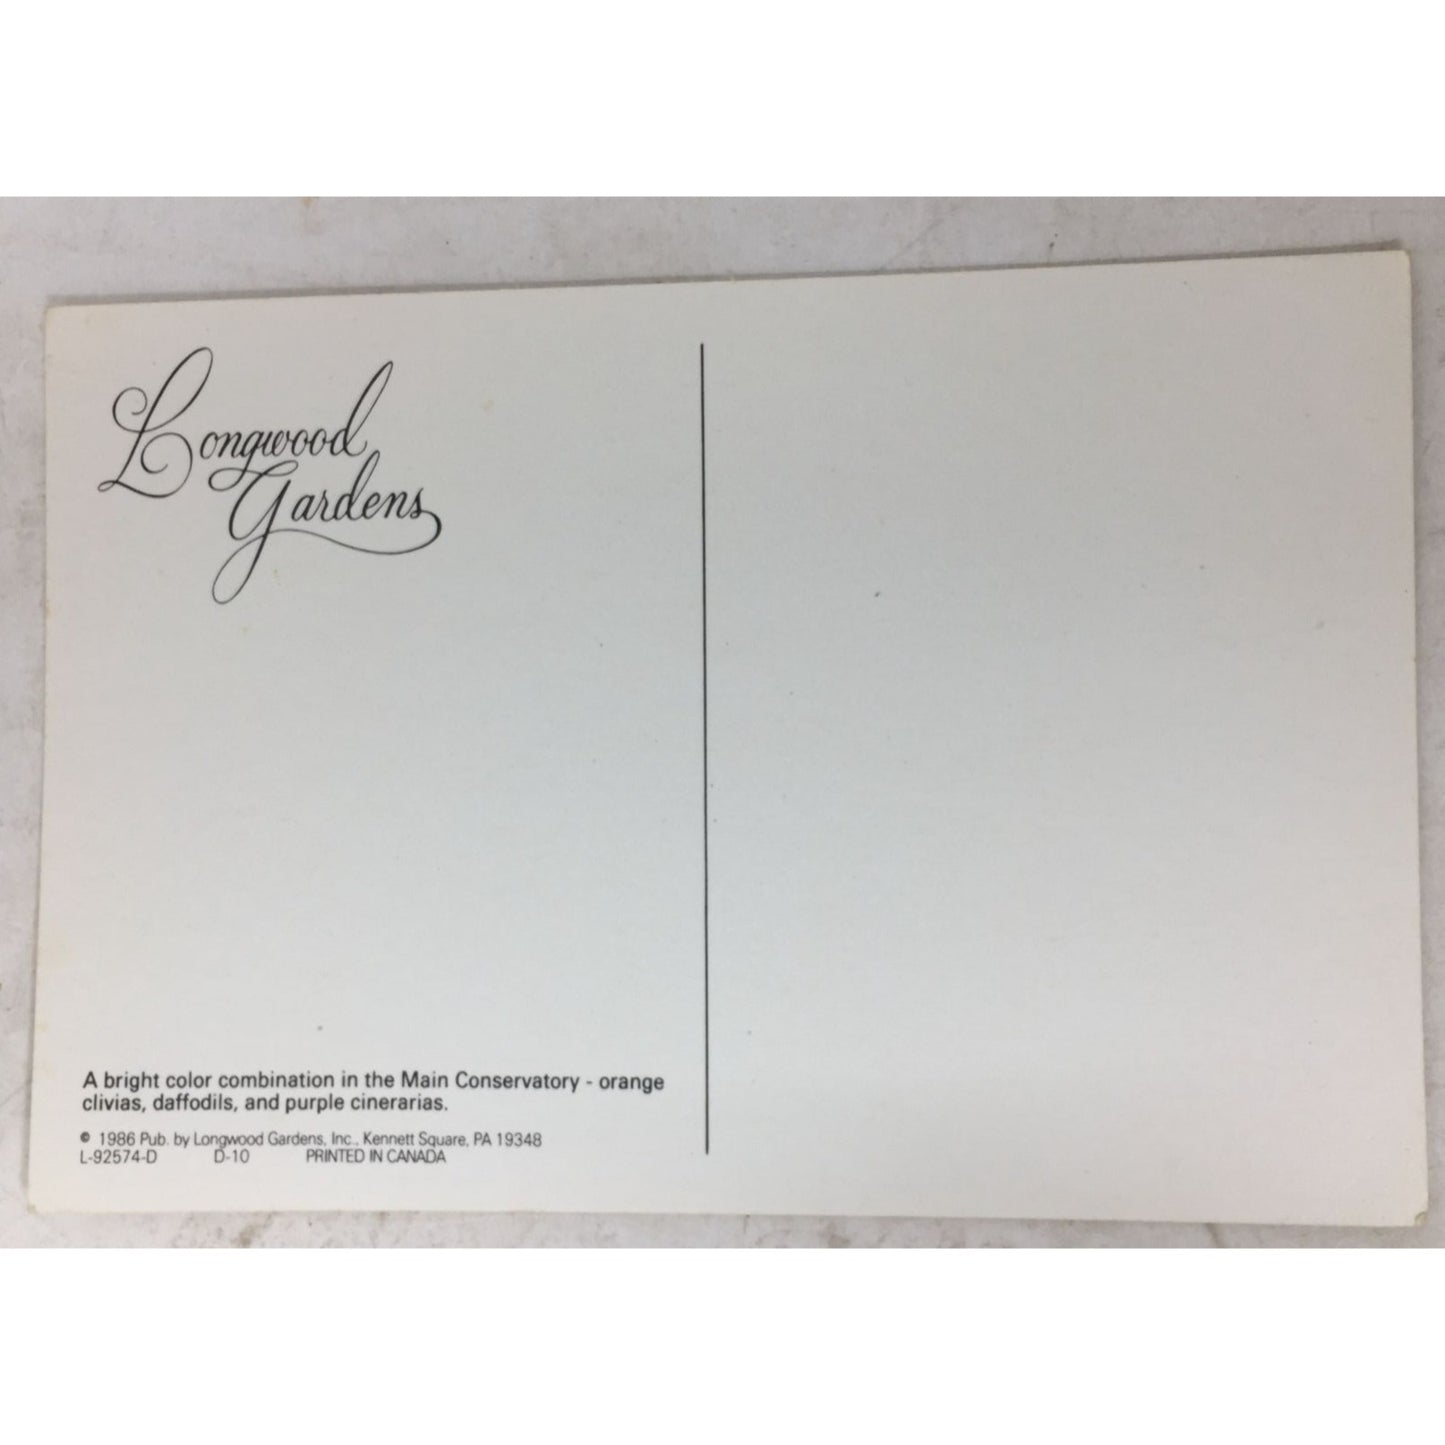 Longwood
Gardens
A bright color combination in the Main Conservatory - orange
clivias, daffodils, and purple cinerarias.
© 1986 Pub. by Longwood Gardens, Inc., Kennett Square, PA 19348
L-92574-D D-10 PRINTED IN CANADA